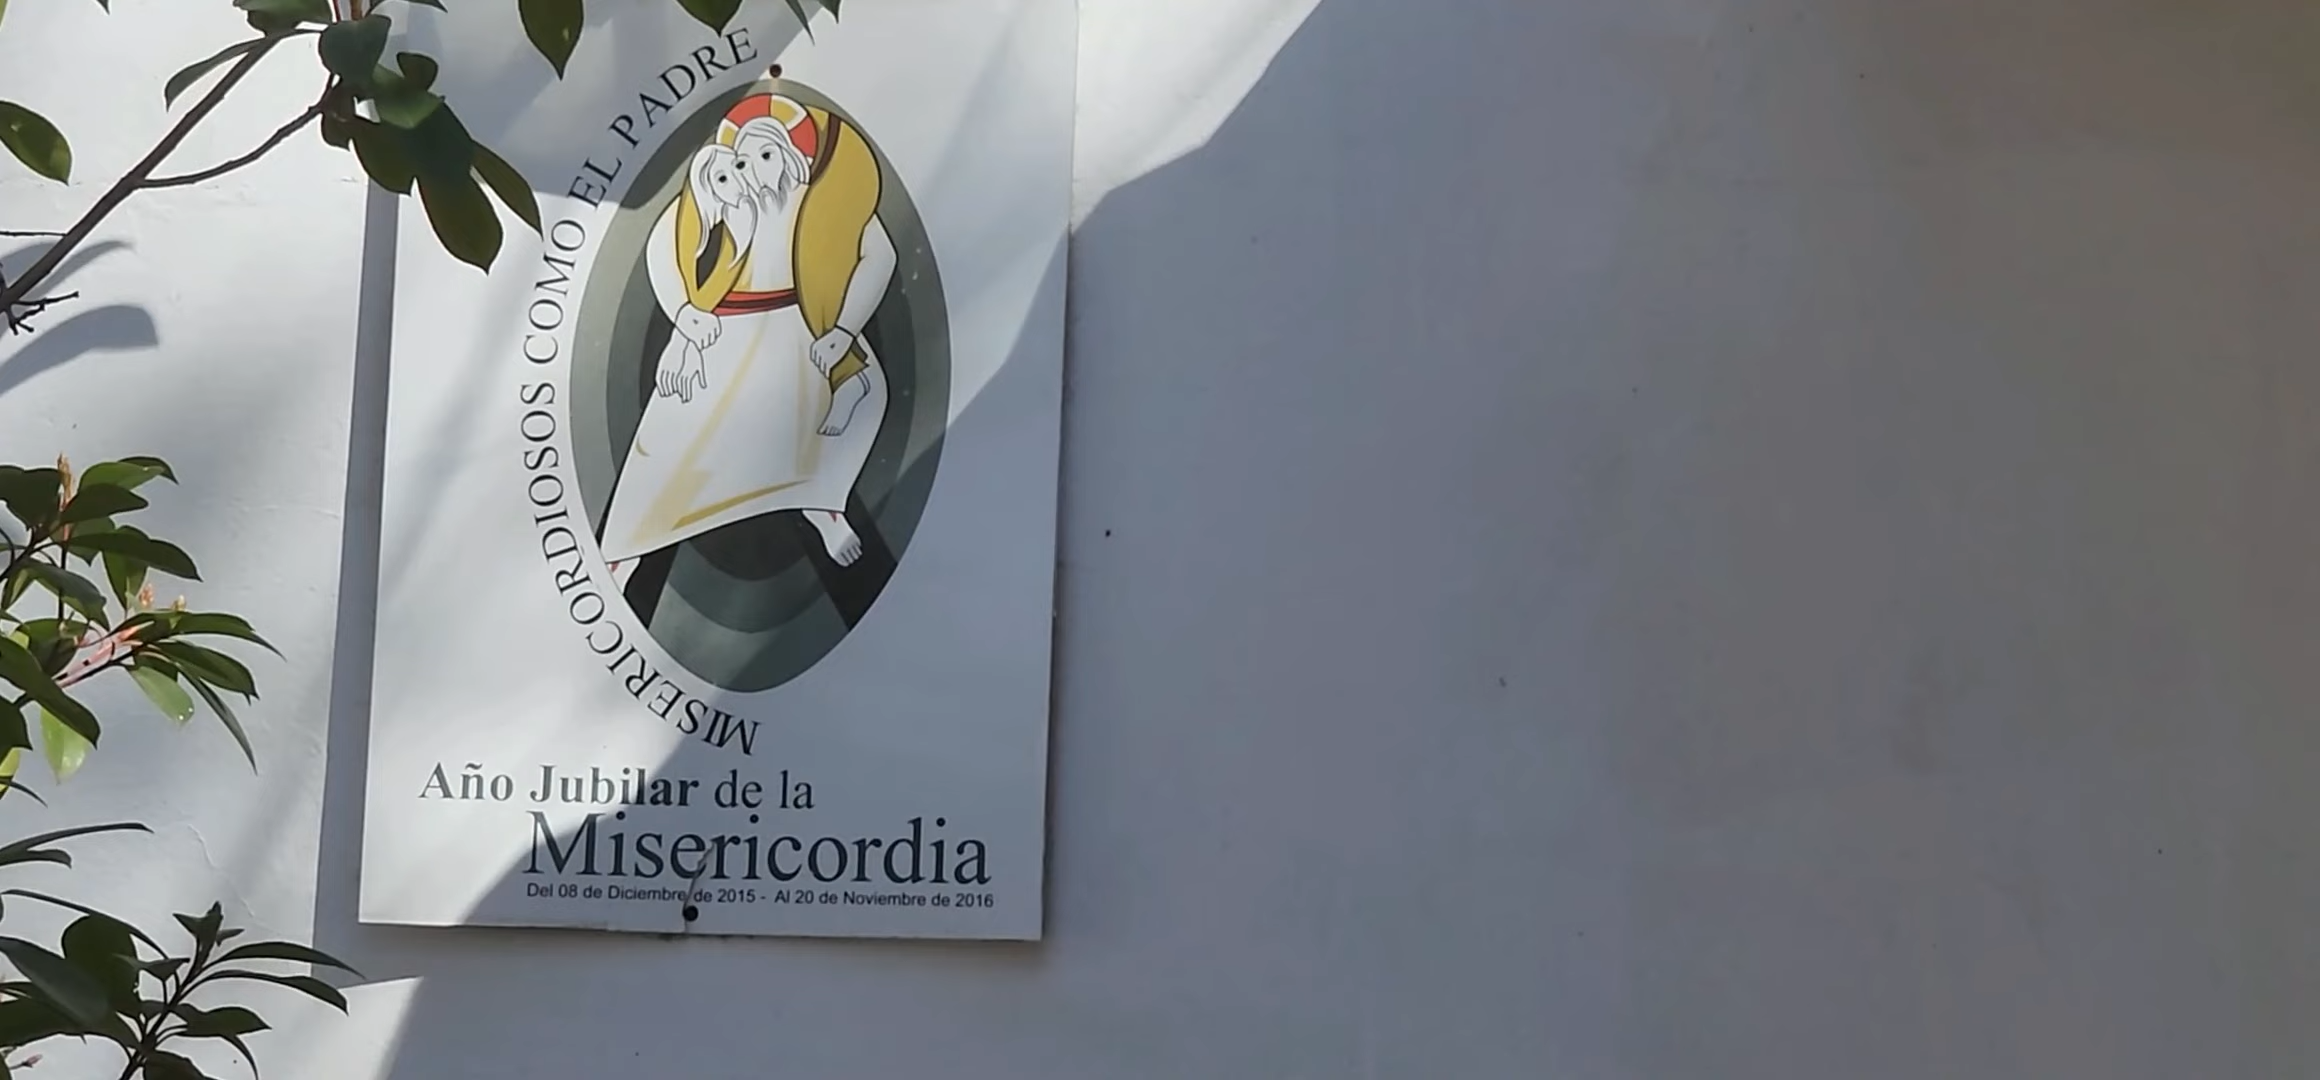 MISERICORDIOSOS COMO EL PADRE
Año Jubilar de la
Misericordia
Del 08 de Diciembre de 2015 - Al 20 de Noviembre de 2016